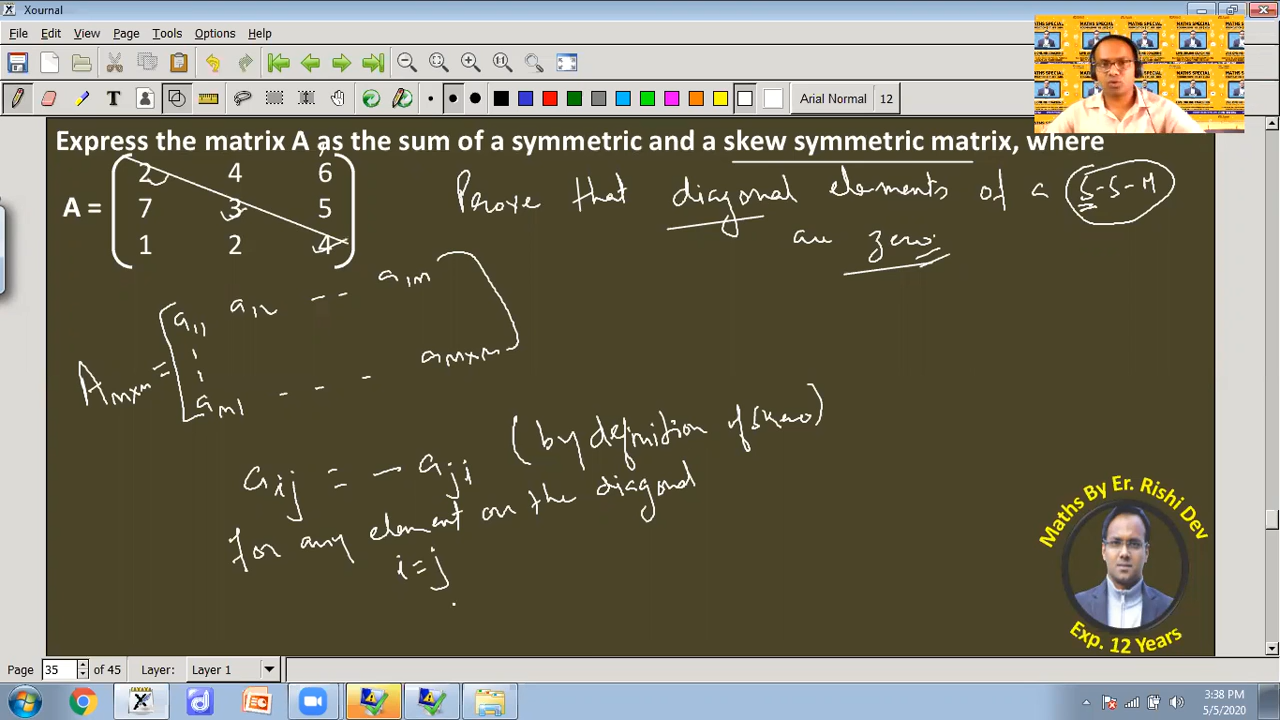 Xournal
File Edit View Page Tools Options Help
Arial Normal 12
Express the matrix A as the sum of a symmetric and a skew symmetric matrix, where
A =
2 4 6
7 3 5
1 2 4
Prove that diagonal elements of a S-S-M
are zero.
A m×n = a11 a12 -- a1n
am1 - - - am×n
aij = - aji (by definition of skew)
for any element on the diagonal
i=j
Maths By Er. Rishi Dev
Exp. 12 Years
Page 35 of 45 Layer: Layer 1
3:38 PM
5/5/2020